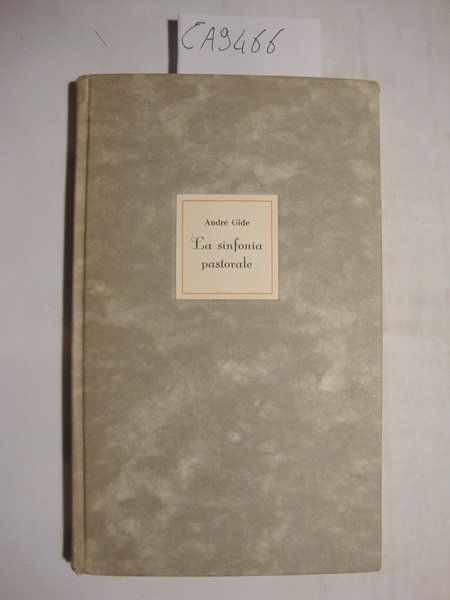 CA9466
André Gide
La sinfonia
pastorale